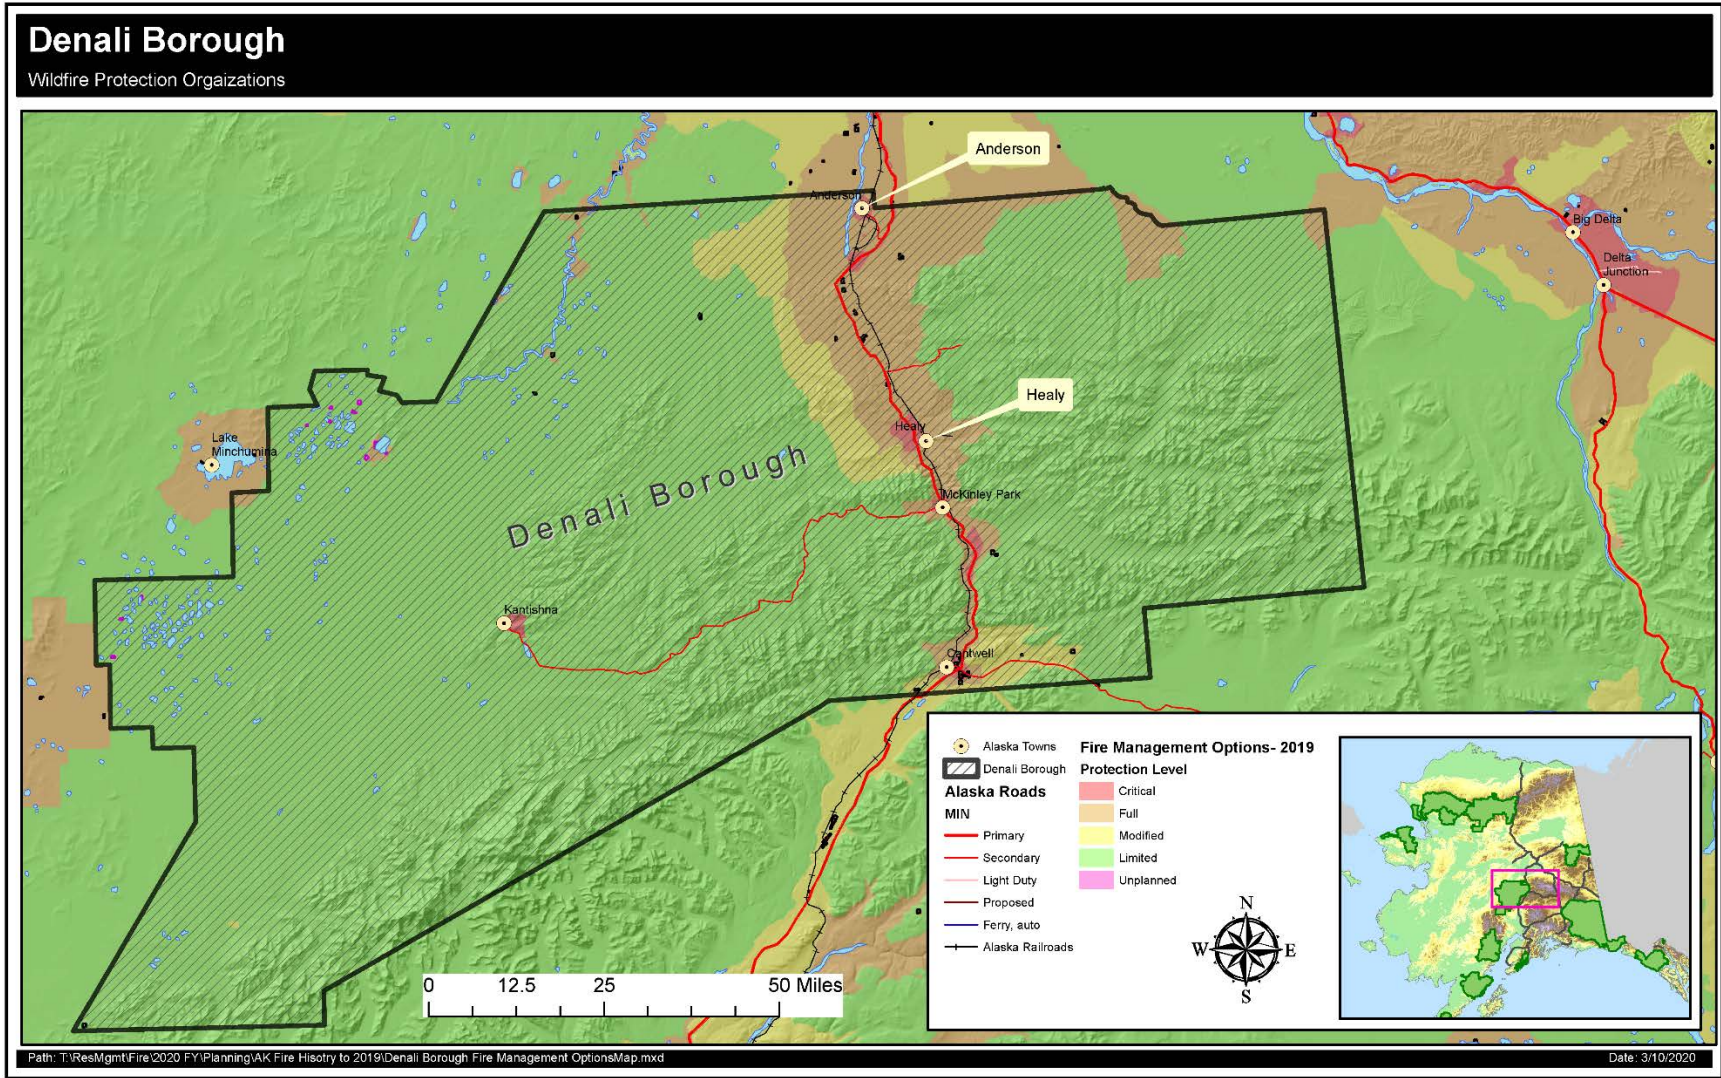 Denali Borough
Wildfire Protection Orgaizations
Anderson
Anderson
Big Delta
Delta
Junction
Healy
Healy
Lake
Minchumina
Denali Borough
McKinley Park
Kantishna
Cantwell
Alaska Towns
Denali Borough
Alaska Roads
MIN
Primary
Secondary
Light Duty
Proposed
Ferry, auto
Alaska Railroads
Fire Management Options- 2019
Protection Level
Critical
Full
Modified
Limited
Unplanned
N
W E
S
0 12.5 25 50 Miles
Path: T:\ResMgmt\Fire\2020 FY\Planning\AK Fire Hisotry to 2019\Denali Borough Fire Management OptionsMap.mxd
Date: 3/10/2020